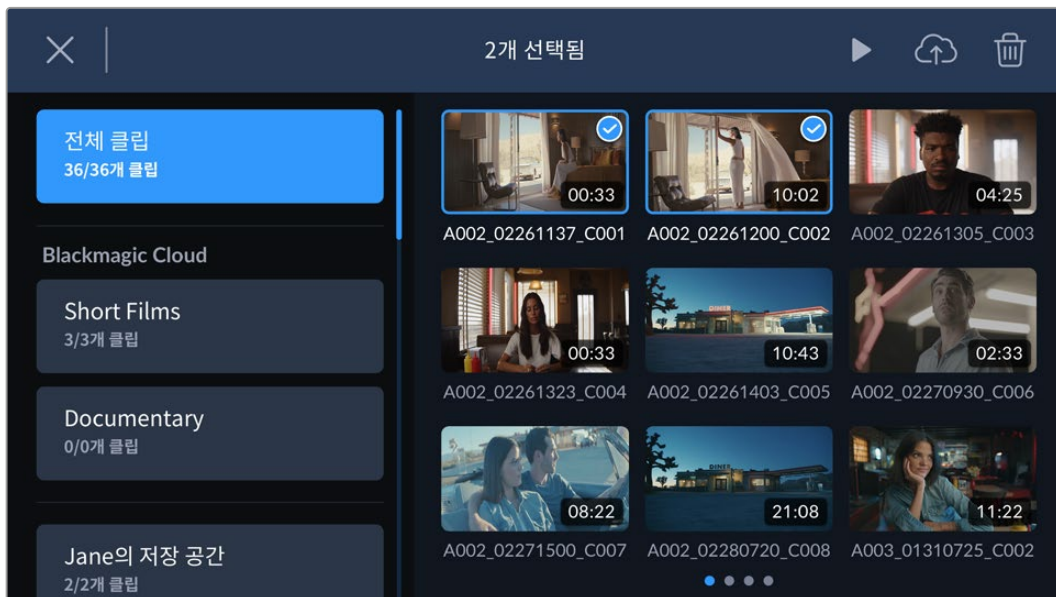 2개 선택됨
전체 클립
36/36개 클립
Blackmagic Cloud
Short Films
3/3개 클립
Documentary
0/0개 클립
Jane의 저장 공간
2/2개 클립
00:33
10:02
04:25
A002_02261137_C001
A002_02261200_C002
A002_02261305_C003
00:33
DINER
10:43
02:33
A002_02261323_C004
A002_02261403_C005
A002_02270930_C006
08:22
DINER
21:08
11:22
A002_02271500_C007
A002_02280720_C008
A003_01310725_C002